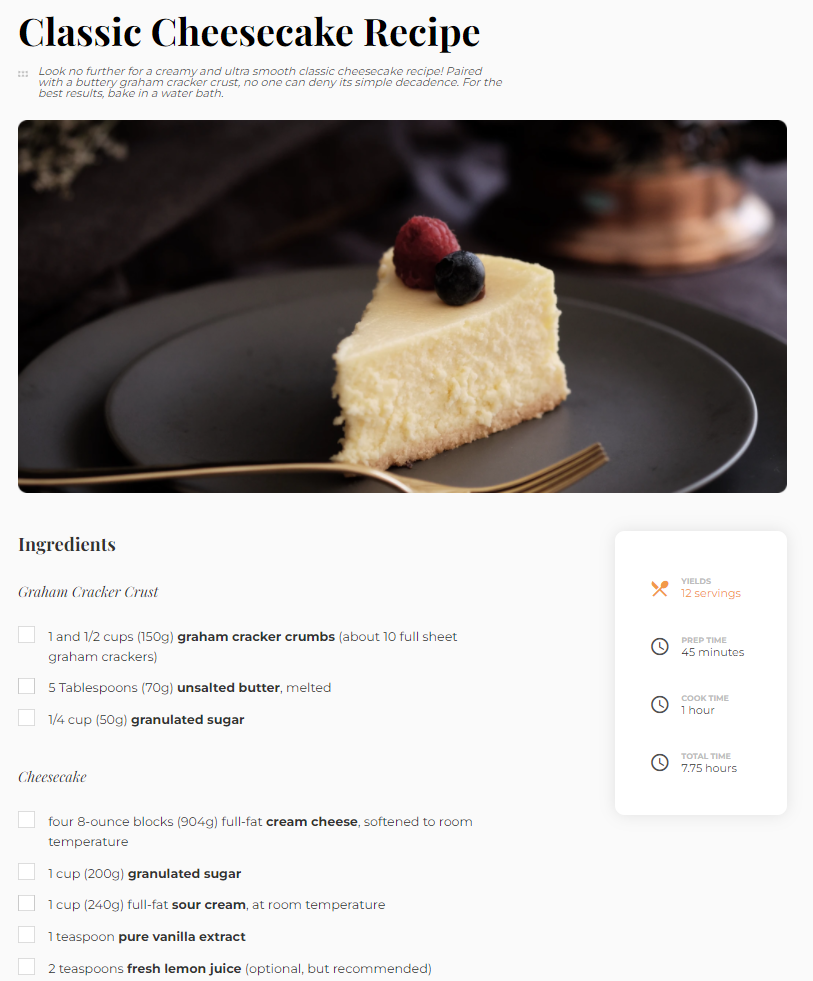 Classic Cheesecake Recipe
Look no further for a creamy and ultra smooth classic cheesecake recipe! Paired
with a buttery graham cracker crust, no one can deny its simple decadence. For the
best results, bake in a water bath.
Ingredients
Graham Cracker Crust
1 and 1/2 cups (150g) graham cracker crumbs (about 10 full sheet
graham crackers)
5 Tablespoons (70g) unsalted butter, melted
1/4 cup (50g) granulated sugar
Cheesecake
four 8-ounce blocks (904g) full-fat cream cheese, softened to room
temperature
1 cup (200g) granulated sugar
1 cup (240g) full-fat sour cream, at room temperature
1 teaspoon pure vanilla extract
2 teaspoons fresh lemon juice (optional, but recommended)
YIELDS
12 servings
PREP TIME
45 minutes
COOK TIME
1 hour
TOTAL TIME
7.75 hours